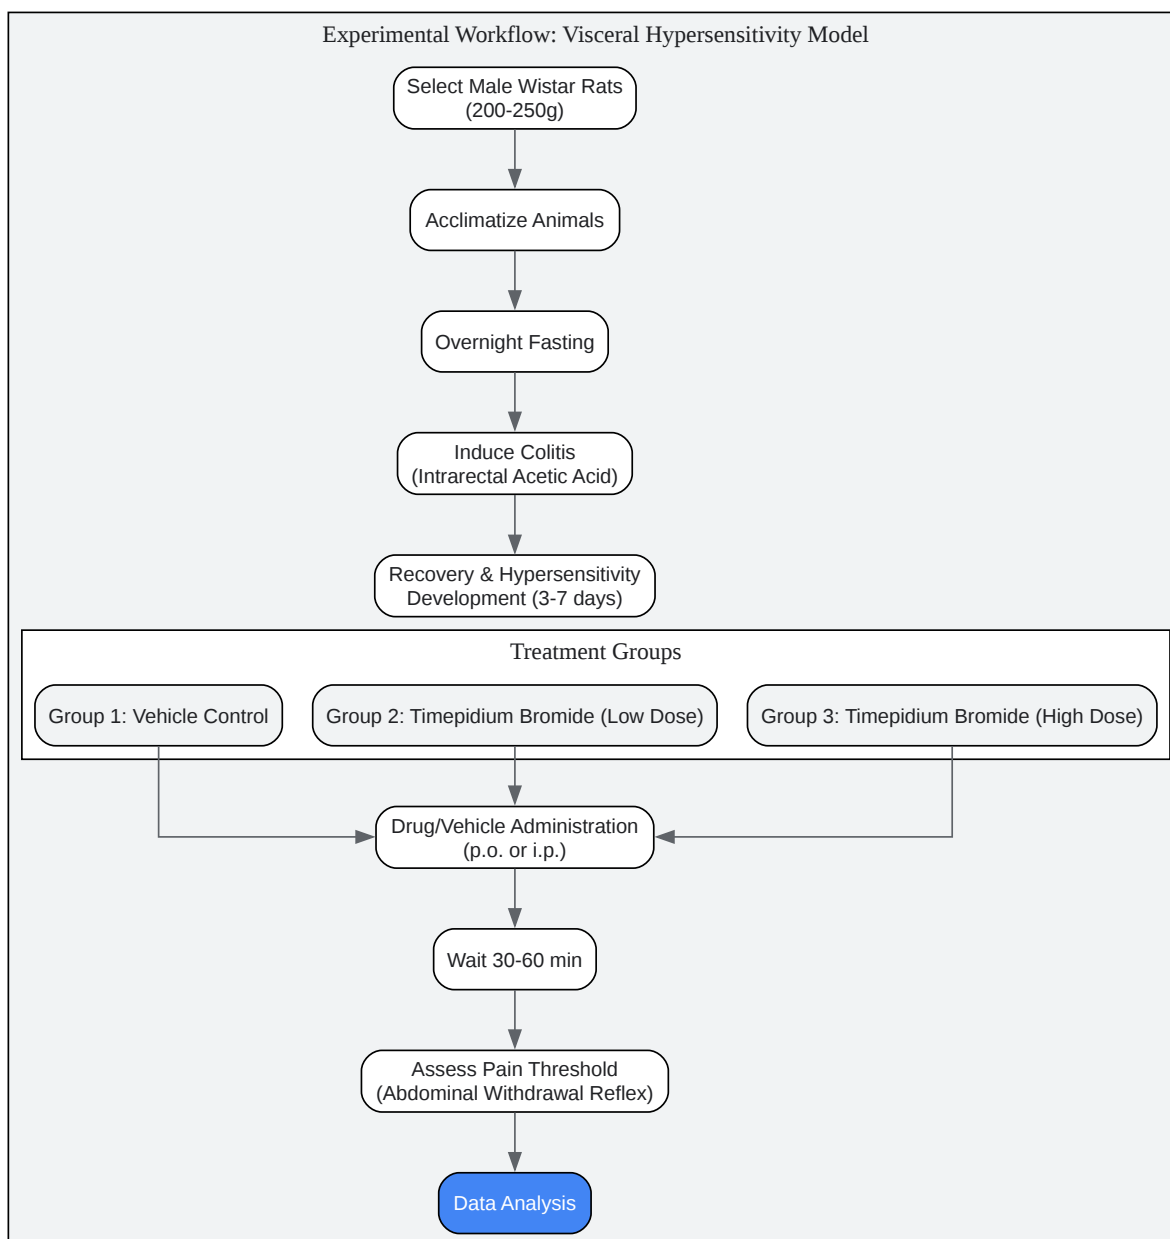 Experimental Workflow: Visceral Hypersensitivity Model
Select Male Wistar Rats
(200-250g)
Acclimatize Animals
Overnight Fasting
Induce Colitis
(Intrarectal Acetic Acid)
Recovery & Hypersensitivity
Development (3-7 days)
Treatment Groups
Group 1: Vehicle Control
Group 2: Timepidium Bromide (Low Dose)
Group 3: Timepidium Bromide (High Dose)
Drug/Vehicle Administration
(p.o. or i.p.)
Wait 30-60 min
Assess Pain Threshold
(Abdominal Withdrawal Reflex)
Data Analysis